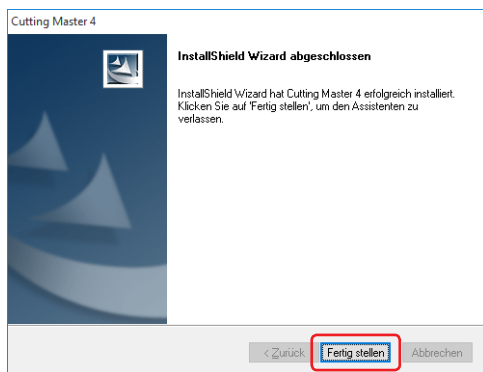 Cutting Master 4
InstallShield Wizard abgeschlossen
InstallShield Wizard hat Cutting Master 4 erfolgreich installiert.
Klicken Sie auf 'Fertig stellen', um den Assistenten zu
verlassen.
< Zurück Fertig stellen Abbrechen